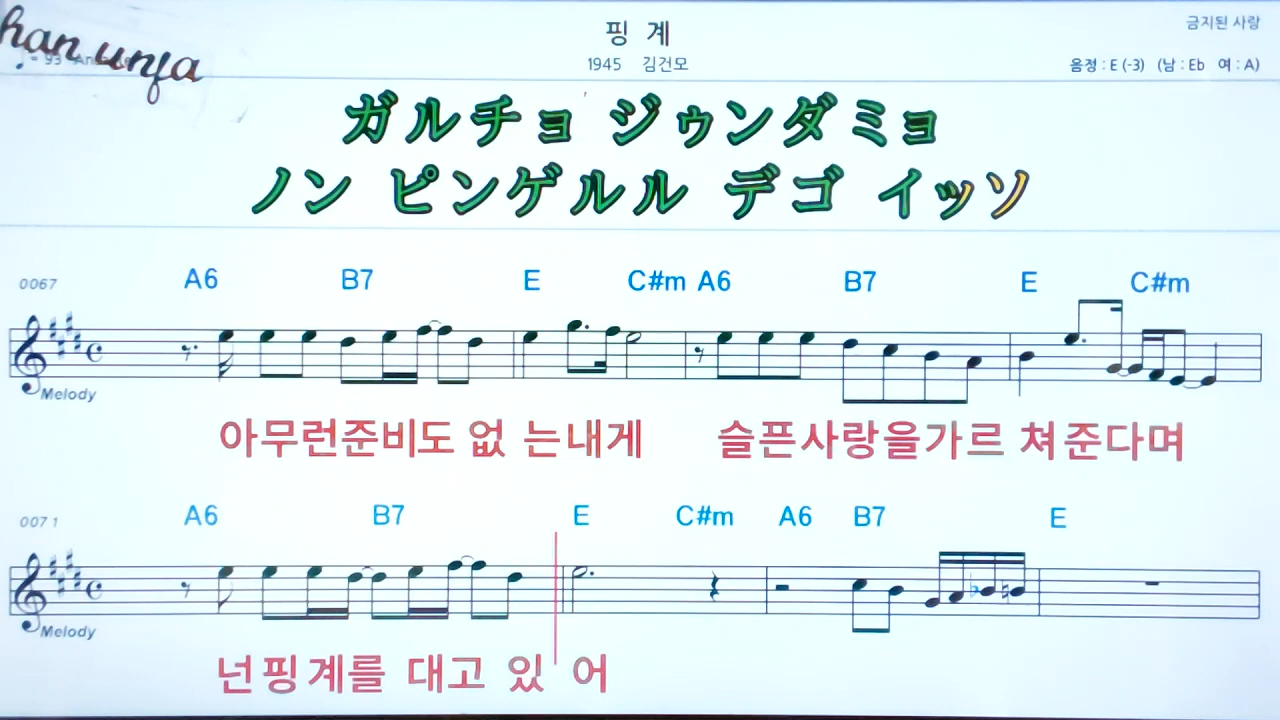 han unfa
핑 계
금지된 사랑
1945 김건모
음정 : E (-3) (남 : Eb 여 : A)
ガルチョ ジゥンダミョ
ノン ピンゲルル デゴ イッソ
0067 A6 B7 E C#m A6 B7 E C#m
Melody
아무런준비도 없 는내게 슬픈사랑을가르 쳐준다며
0071 A6 B7 E C#m A6 B7 E
Melody
넌핑계를 대고 있 어